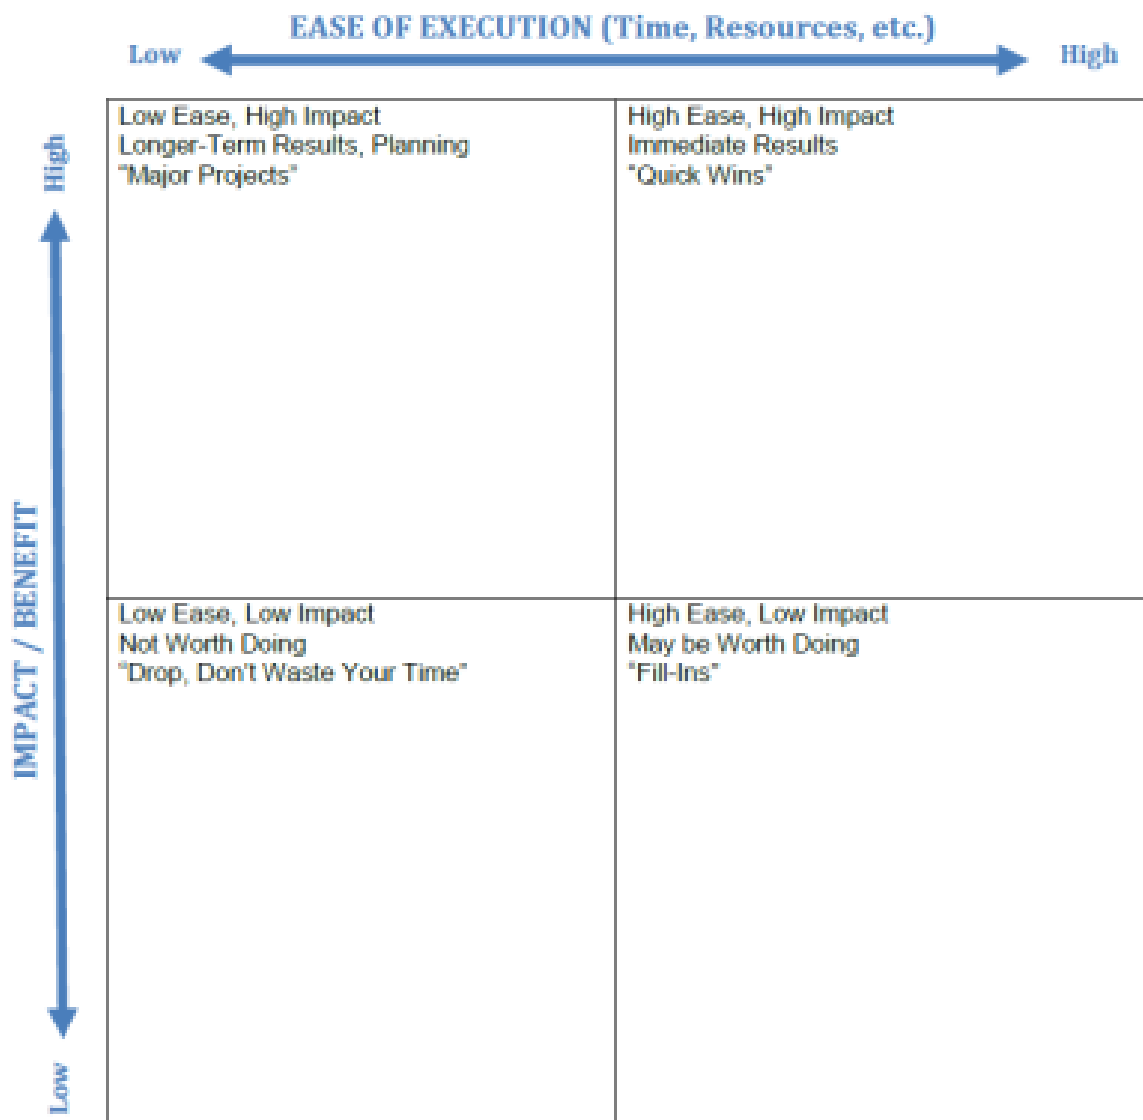 EASE OF EXECUTION (Time, Resources, etc.)
Low
High
High
IMPACT / BENEFIT
Low
Low Ease, High Impact
Longer-Term Results, Planning
"Major Projects"
High Ease, High Impact
Immediate Results
"Quick Wins"
Low Ease, Low Impact
Not Worth Doing
"Drop, Don't Waste Your Time"
High Ease, Low Impact
May be Worth Doing
"Fill-Ins"